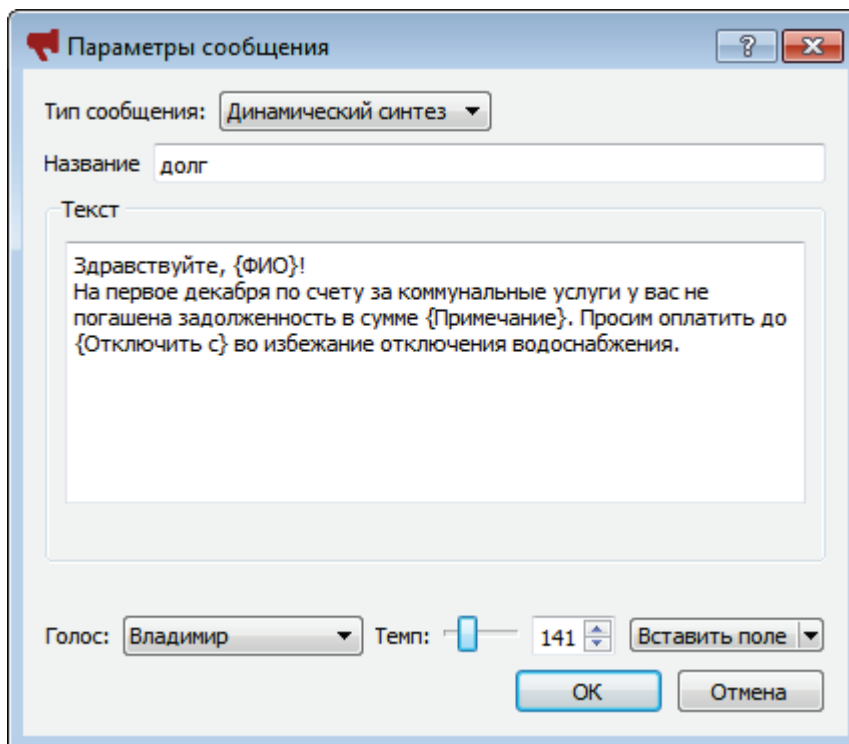 Параметры сообщения
Тип сообщения: Динамический синтез
Название долг
Текст
Здравствуйте, {ФИО}!
На первое декабря по счету за коммунальные услуги у вас не
погашена задолженность в сумме {Примечание}. Просим оплатить до
{Отключить с} во избежание отключения водоснабжения.
Голос: Владимир Темп: 141 Вставить поле
ОК Отмена